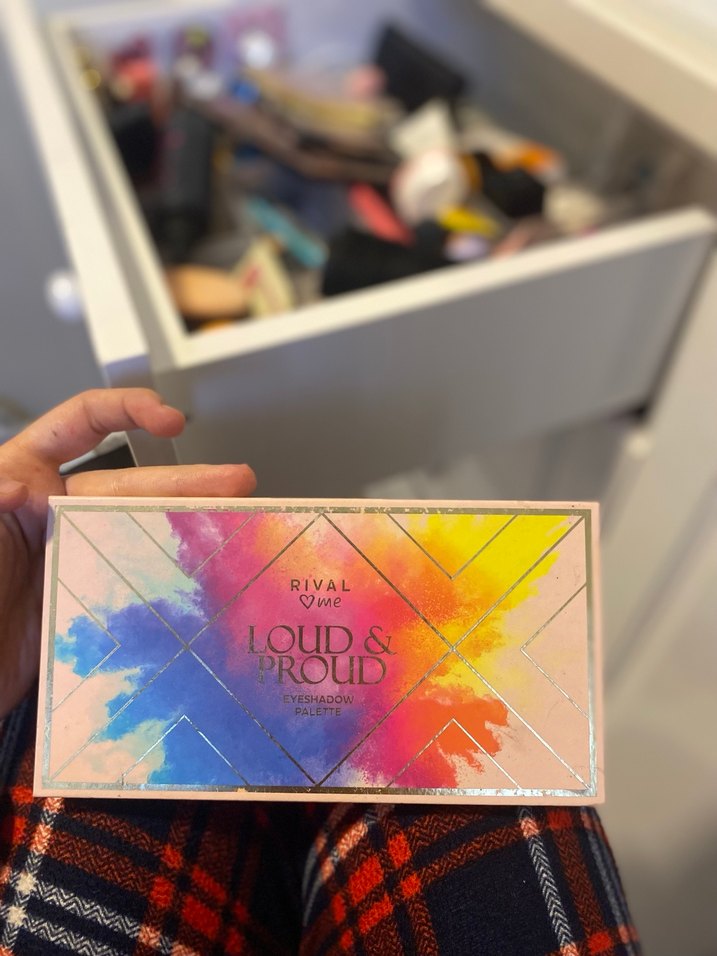 RIVAL
♡me
LOUD &
PROUD
EYESHADOW
PALETTE